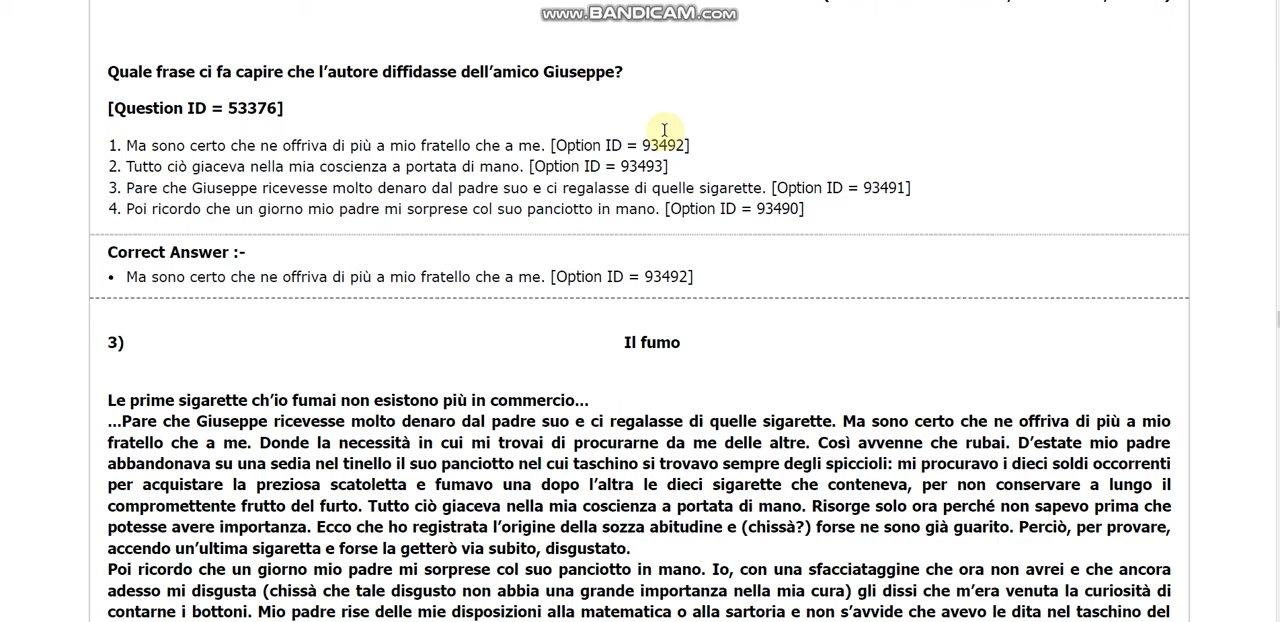 www.BANDICAM.com
Quale frase ci fa capire che l’autore diffidasse dell’amico Giuseppe?
[Question ID = 53376]
1. Ma sono certo che ne offriva di più a mio fratello che a me. [Option ID = 93492]
2. Tutto ciò giaceva nella mia coscienza a portata di mano. [Option ID = 93493]
3. Pare che Giuseppe ricevesse molto denaro dal padre suo e ci regalasse di quelle sigarette. [Option ID = 93491]
4. Poi ricordo che un giorno mio padre mi sorprese col suo panciotto in mano. [Option ID = 93490]
Correct Answer :-
• Ma sono certo che ne offriva di più a mio fratello che a me. [Option ID = 93492]
3) Il fumo
Le prime sigarette ch’io fumai non esistono più in commercio...
...Pare che Giuseppe ricevesse molto denaro dal padre suo e ci regalasse di quelle sigarette. Ma sono certo che ne offriva di più a mio
fratello che a me. Donde la necessità in cui mi trovai di procurarne da me delle altre. Così avvenne che rubai. D’estate mio padre
abbandonava su una sedia nel tinello il suo panciotto nel cui taschino si trovavo sempre degli spiccioli: mi procuravo i dieci soldi occorrenti
per acquistare la preziosa scatoletta e fumavo una dopo l’altra le dieci sigarette che conteneva, per non conservare a lungo il
compromettente frutto del furto. Tutto ciò giaceva nella mia coscienza a portata di mano. Risorge solo ora perché non sapevo prima che
potesse avere importanza. Ecco che ho registrata l’origine della sozza abitudine e (chissà?) forse ne sono già guarito. Perciò, per provare,
accendo un’ultima sigaretta e forse la getterò via subito, disgustato.
Poi ricordo che un giorno mio padre mi sorprese col suo panciotto in mano. Io, con una sfacciataggine che ora non avrei e che ancora
adesso mi disgusta (chissà che tale disgusto non abbia una grande importanza nella mia cura) gli dissi che m’era venuta la curiosità di
contarne i bottoni. Mio padre rise delle mie disposizioni alla matematica o alla sartoria e non s’avvide che avevo le dita nel taschino del